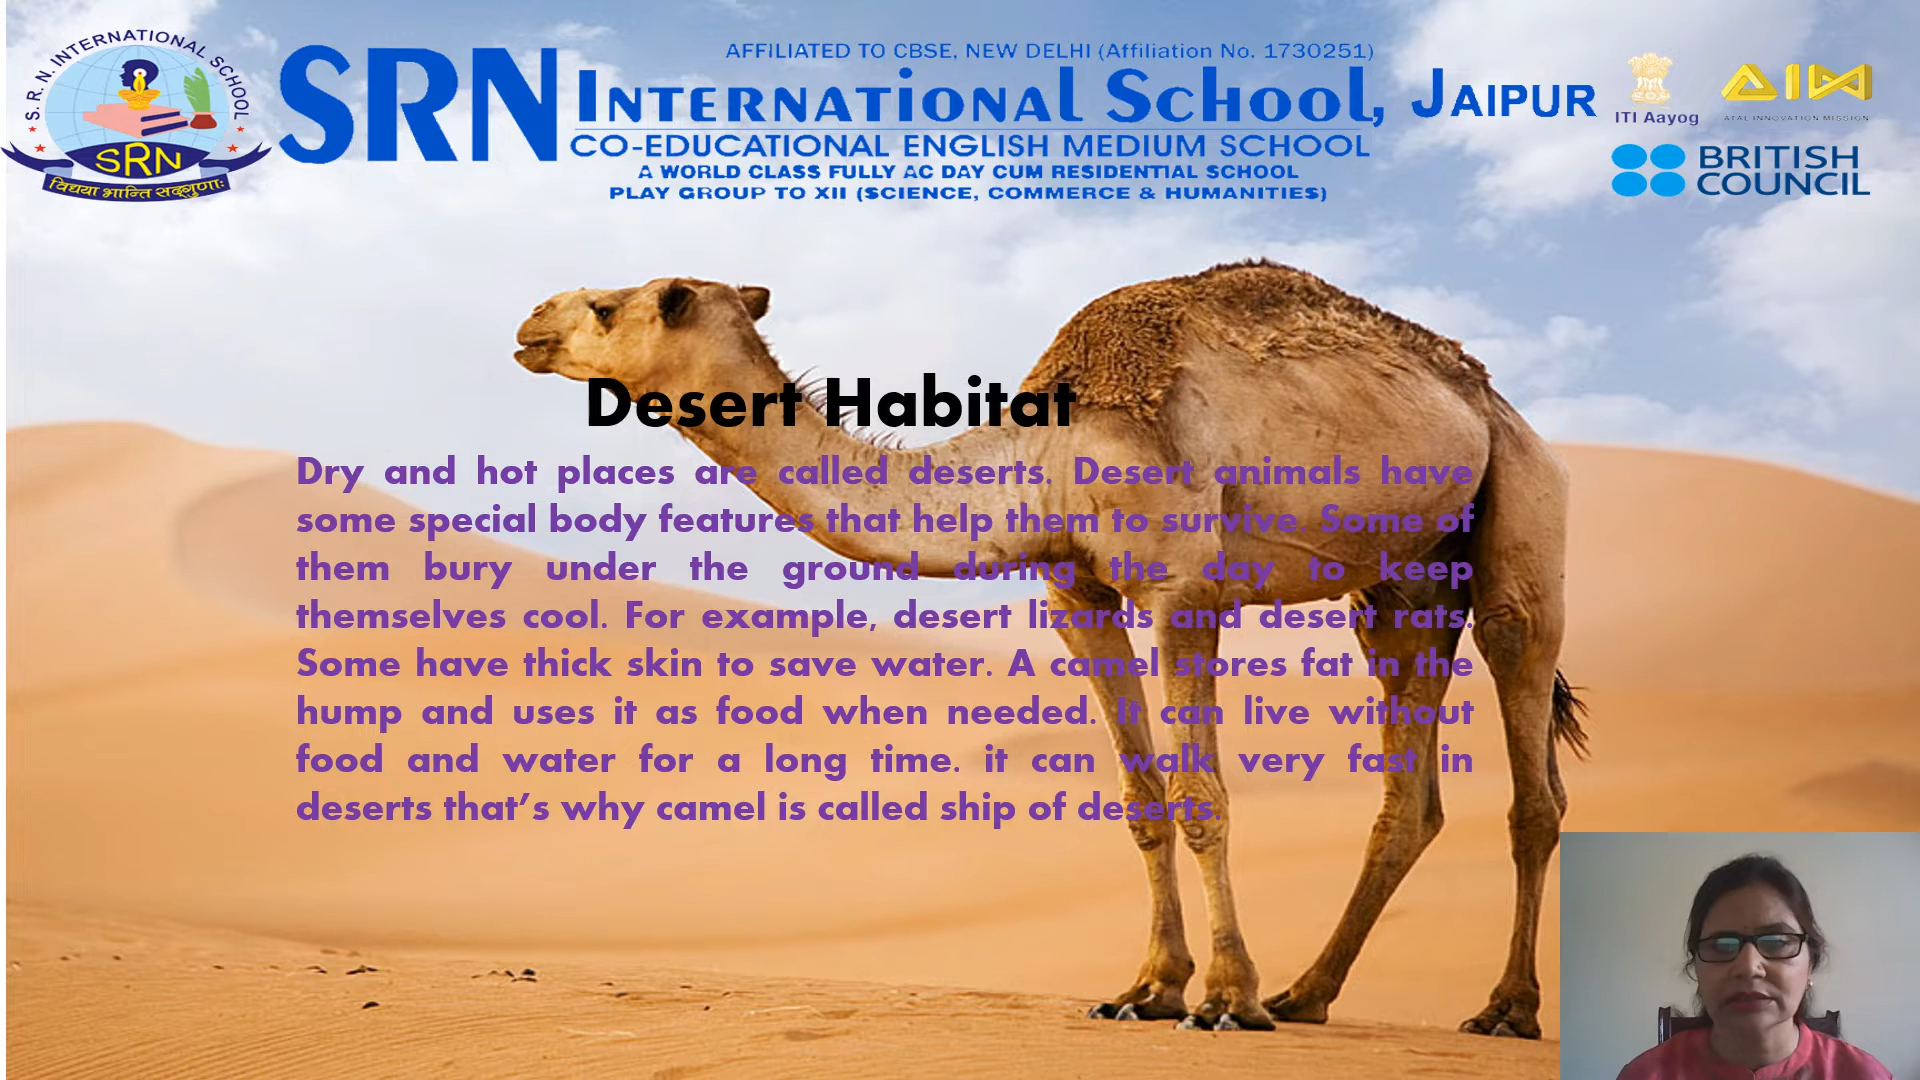 S. R. N. INTERNATIONAL SCHOOL
SRN
विद्यया भान्ति सद्गुणाः
AFFILIATED TO CBSE, NEW DELHI (Affiliation No. 1730251)
SRN INTERNATIONAL SCHOOL, JAIPUR
CO-EDUCATIONAL ENGLISH MEDIUM SCHOOL
A WORLD CLASS FULLY AC DAY CUM RESIDENTIAL SCHOOL
PLAY GROUP TO XII (SCIENCE, COMMERCE & HUMANITIES)
ITI Aayog
AIM
ATAL INNOVATION MISSION
BRITISH
COUNCIL
Desert Habitat
Dry and hot places are called deserts. Desert animals have
some special body features that help them to survive. Some of
them bury under the ground during the day to keep
themselves cool. For example, desert lizards and desert rats.
Some have thick skin to save water. A camel stores fat in the
hump and uses it as food when needed. It can live without
food and water for a long time. it can walk very fast in
deserts that's why camel is called ship of deserts.